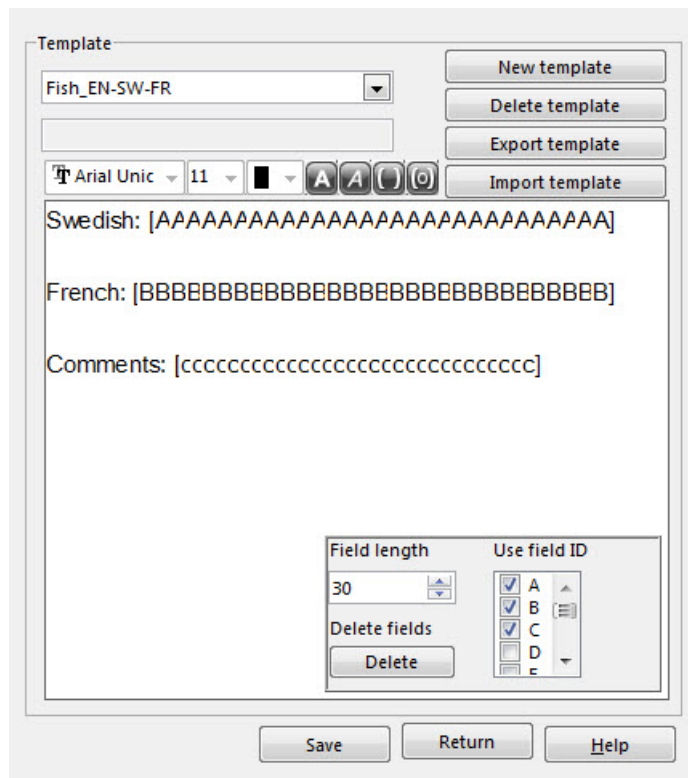 Template
Fish_EN-SW-FR
New template
Delete template
Export template
Import template
Arial Unic 11 A A ( ) (o)
Swedish: [AAAAAAAAAAAAAAAAAAAAAAAAAAAAAA]
French: [BBBBBBBBBBBBBBBBBBBBBBBBBBBBBB]
Comments: [cccccccccccccccccccccccccccccc]
Field length
30
Delete fields
Delete
Use field ID
A
B
C
D
Save
Return
Help